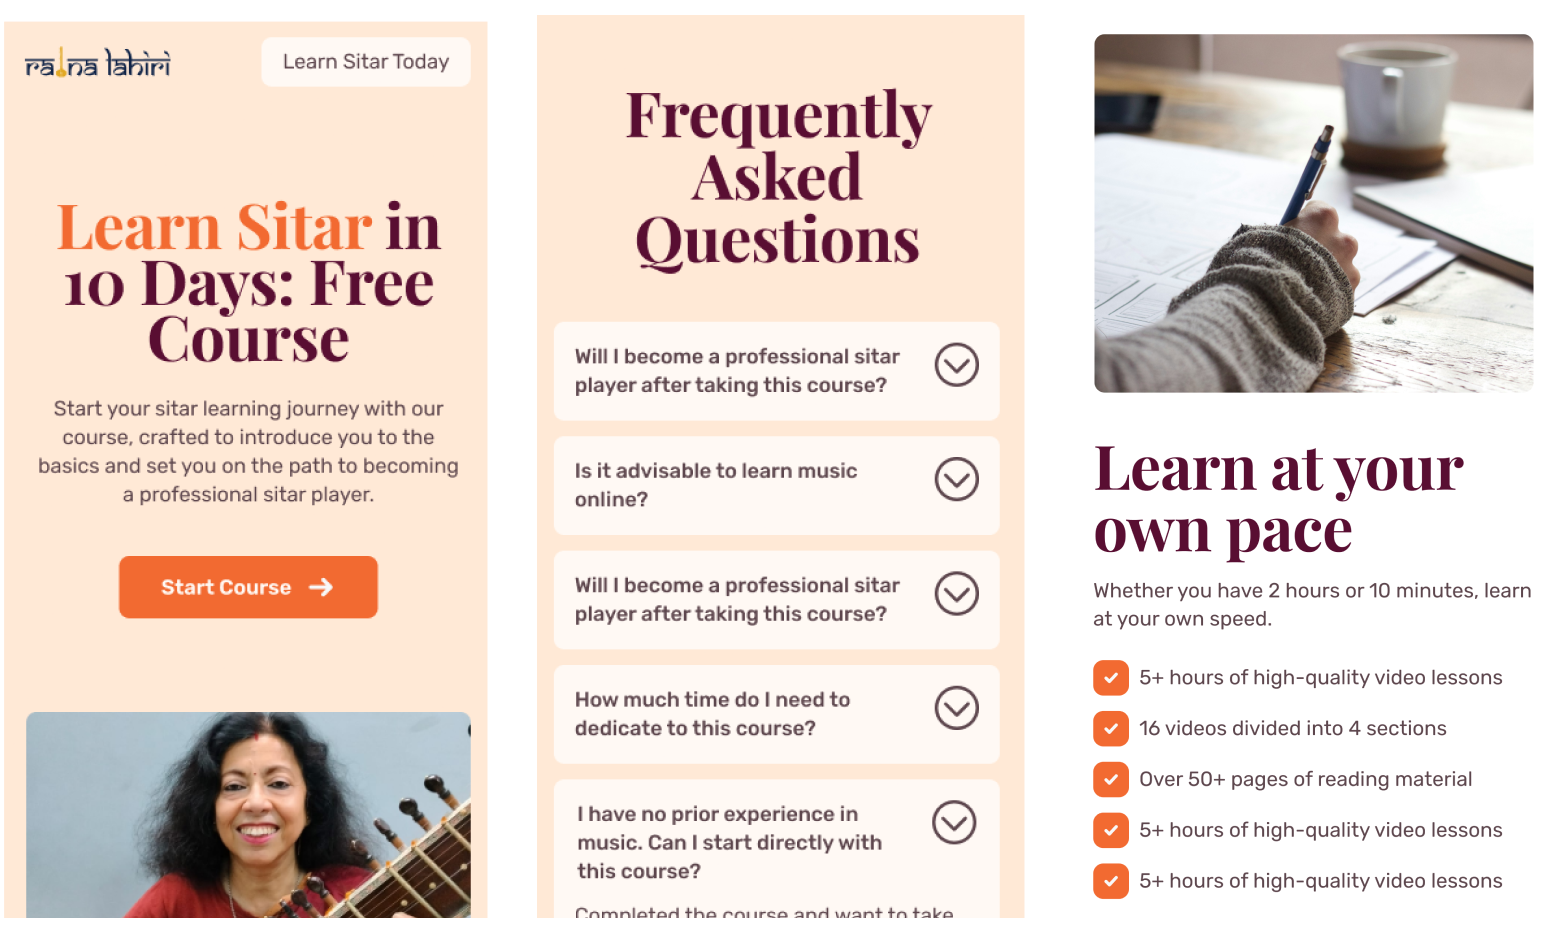 raina lahiri
Learn Sitar Today
Learn Sitar in
10 Days: Free
Course
Start your sitar learning journey with our
course, crafted to introduce you to the
basics and set you on the path to becoming
a professional sitar player.
Start Course
Frequently
Asked
Questions
Will I become a professional sitar
player after taking this course?
Is it advisable to learn music
online?
Will I become a professional sitar
player after taking this course?
How much time do I need to
dedicate to this course?
I have no prior experience in
music. Can I start directly with
this course?
Completed the course and want to take
Learn at your
own pace
Whether you have 2 hours or 10 minutes, learn
at your own speed.
5+ hours of high-quality video lessons
16 videos divided into 4 sections
Over 50+ pages of reading material
5+ hours of high-quality video lessons
5+ hours of high-quality video lessons